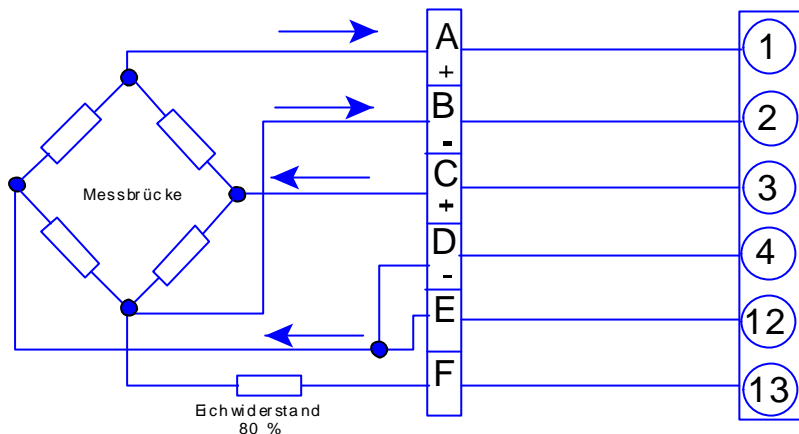 A 1
+
B 2
-
Messbrücke
C 3
+
D 4
-
E 12
F 13
Eichwiderstand
80 %